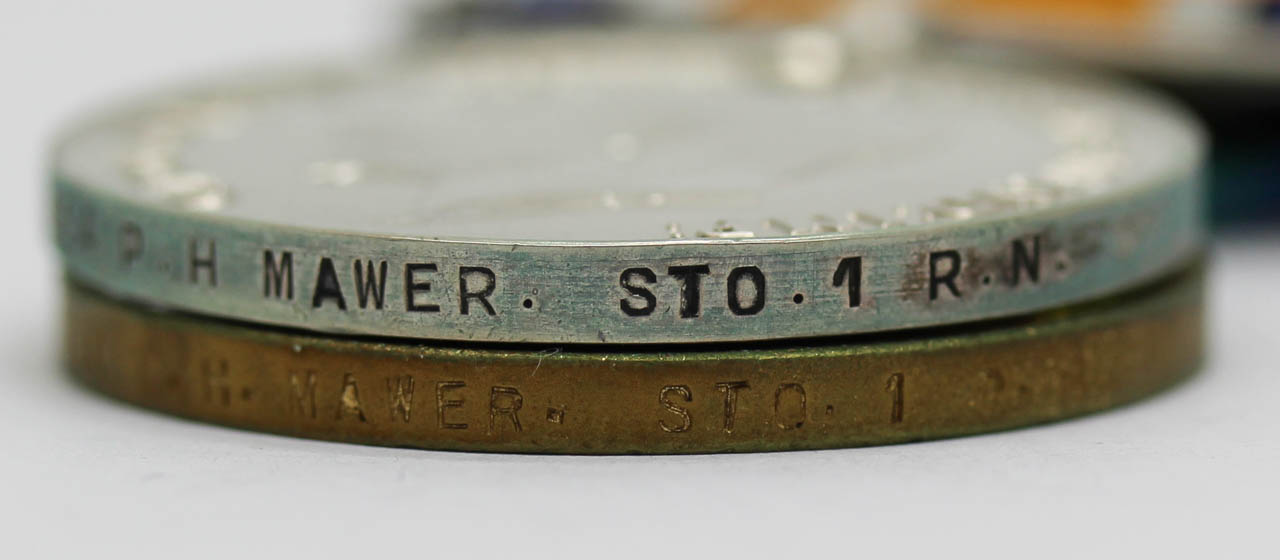 P. H MAWER. STO. 1 R.N.
H. MAWER. STO. 1